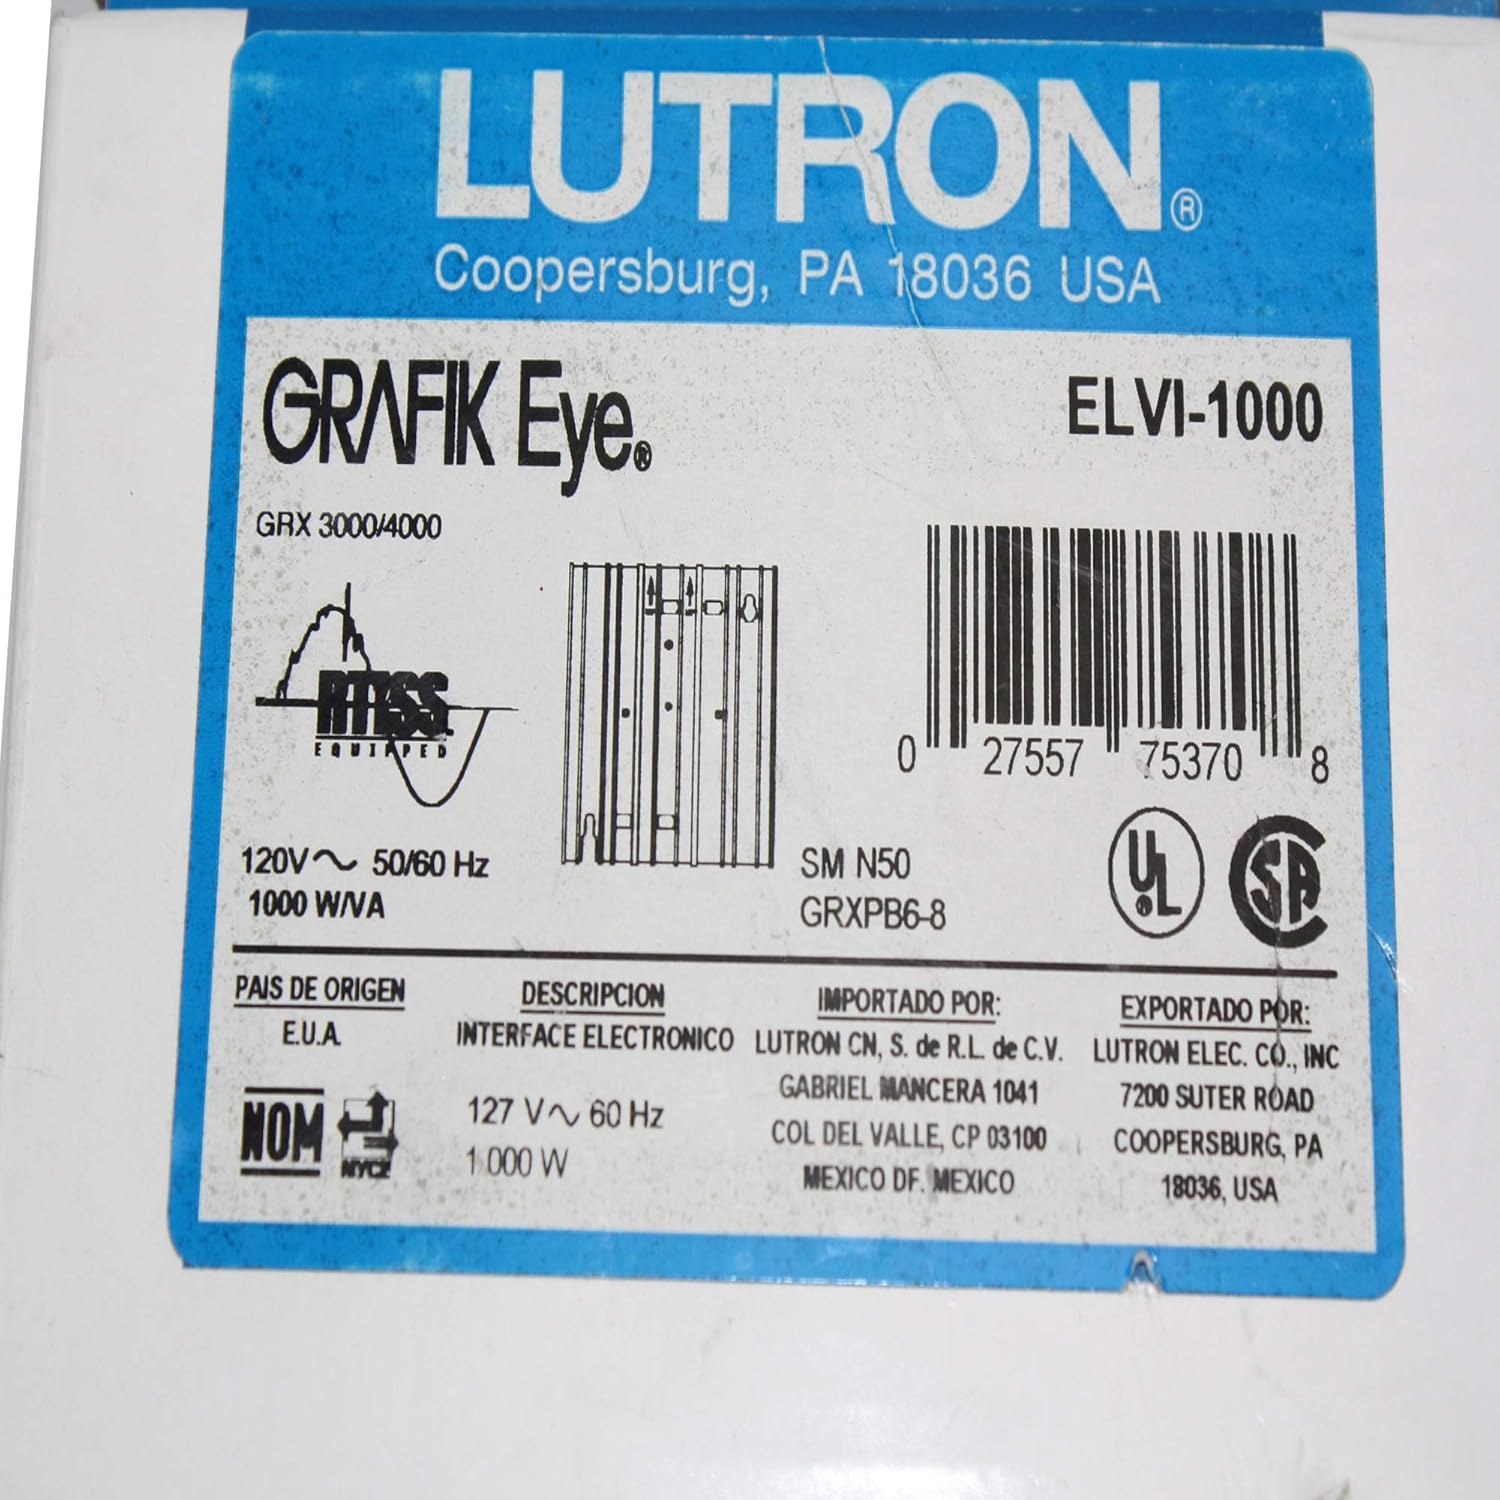 LUTRON®
Coopersburg, PA 18036 USA
GRAFIK Eye®
ELVI-1000
GRX 3000/4000
RTISS
EQUIPPED
0 27557 75370 8
120V~ 50/60 Hz
1000 W/VA
SM N50
GRXPB6-8
UL
SA
PAIS DE ORIGEN
E.U.A.
DESCRIPCION
INTERFACE ELECTRONICO
127 V~ 60 Hz
1 000 W
IMPORTADO POR:
LUTRON CN, S. de R.L. de C.V.
GABRIEL MANCERA 1041
COL DEL VALLE, CP 03100
MEXICO DF. MEXICO
EXPORTADO POR:
LUTRON ELEC. CO., INC
7200 SUTER ROAD
COOPERSBURG, PA
18036, USA
NOM